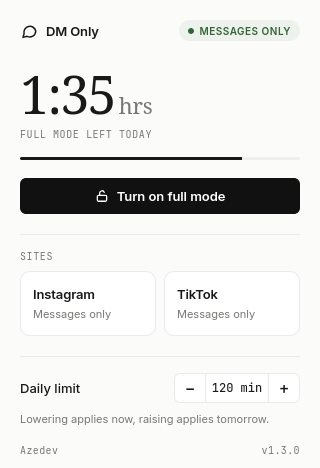 DM Only
MESSAGES ONLY
1:35 hrs
FULL MODE LEFT TODAY
Turn on full mode
SITES
Instagram
Messages only
TikTok
Messages only
Daily limit
− 120 min +
Lowering applies now, raising applies tomorrow.
Azedev
v1.3.0